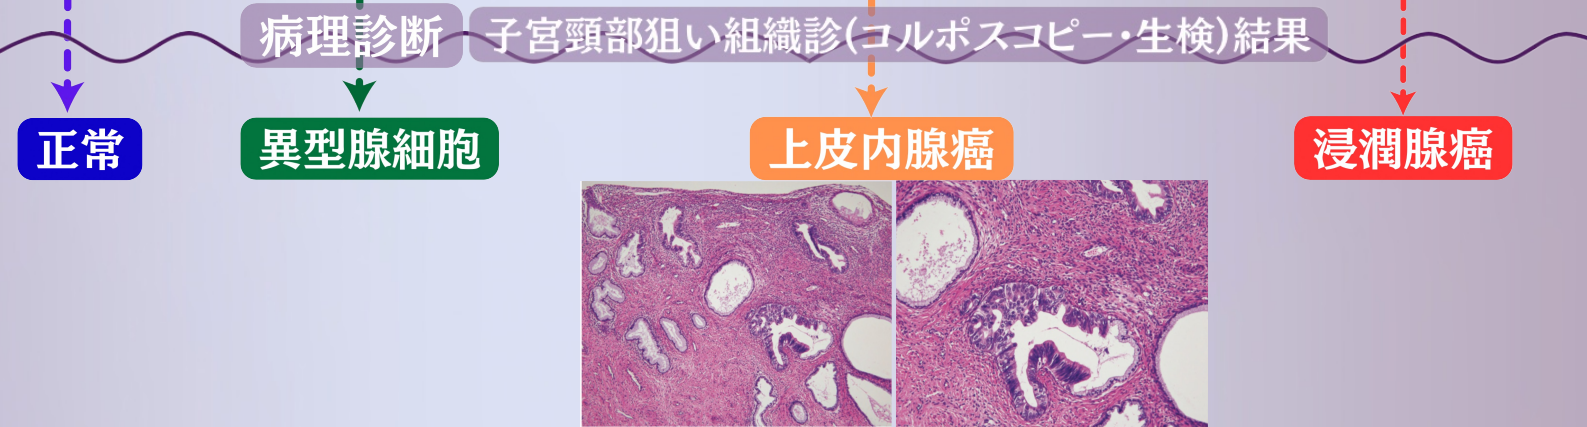 病理診断
子宮頸部狙い組織診(コルポスコピー・生検)結果
正常
異型腺細胞
上皮内腺癌
浸潤腺癌